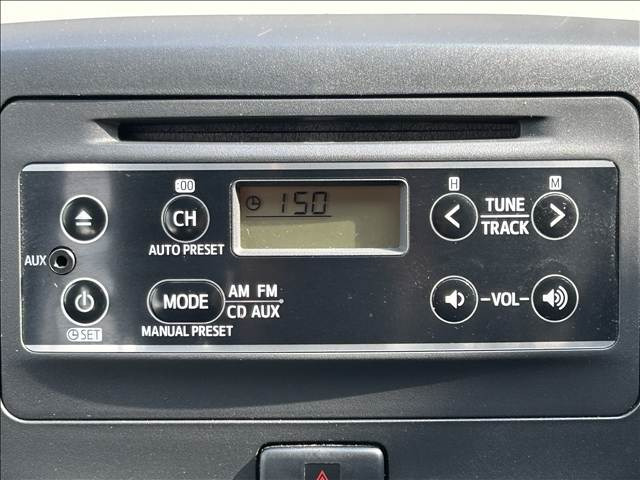 :00
H
M
CH
150
TUNE
TRACK
AUTO PRESET
AUX
MODE
AM FM
CD AUX
VOL
SET
MANUAL PRESET